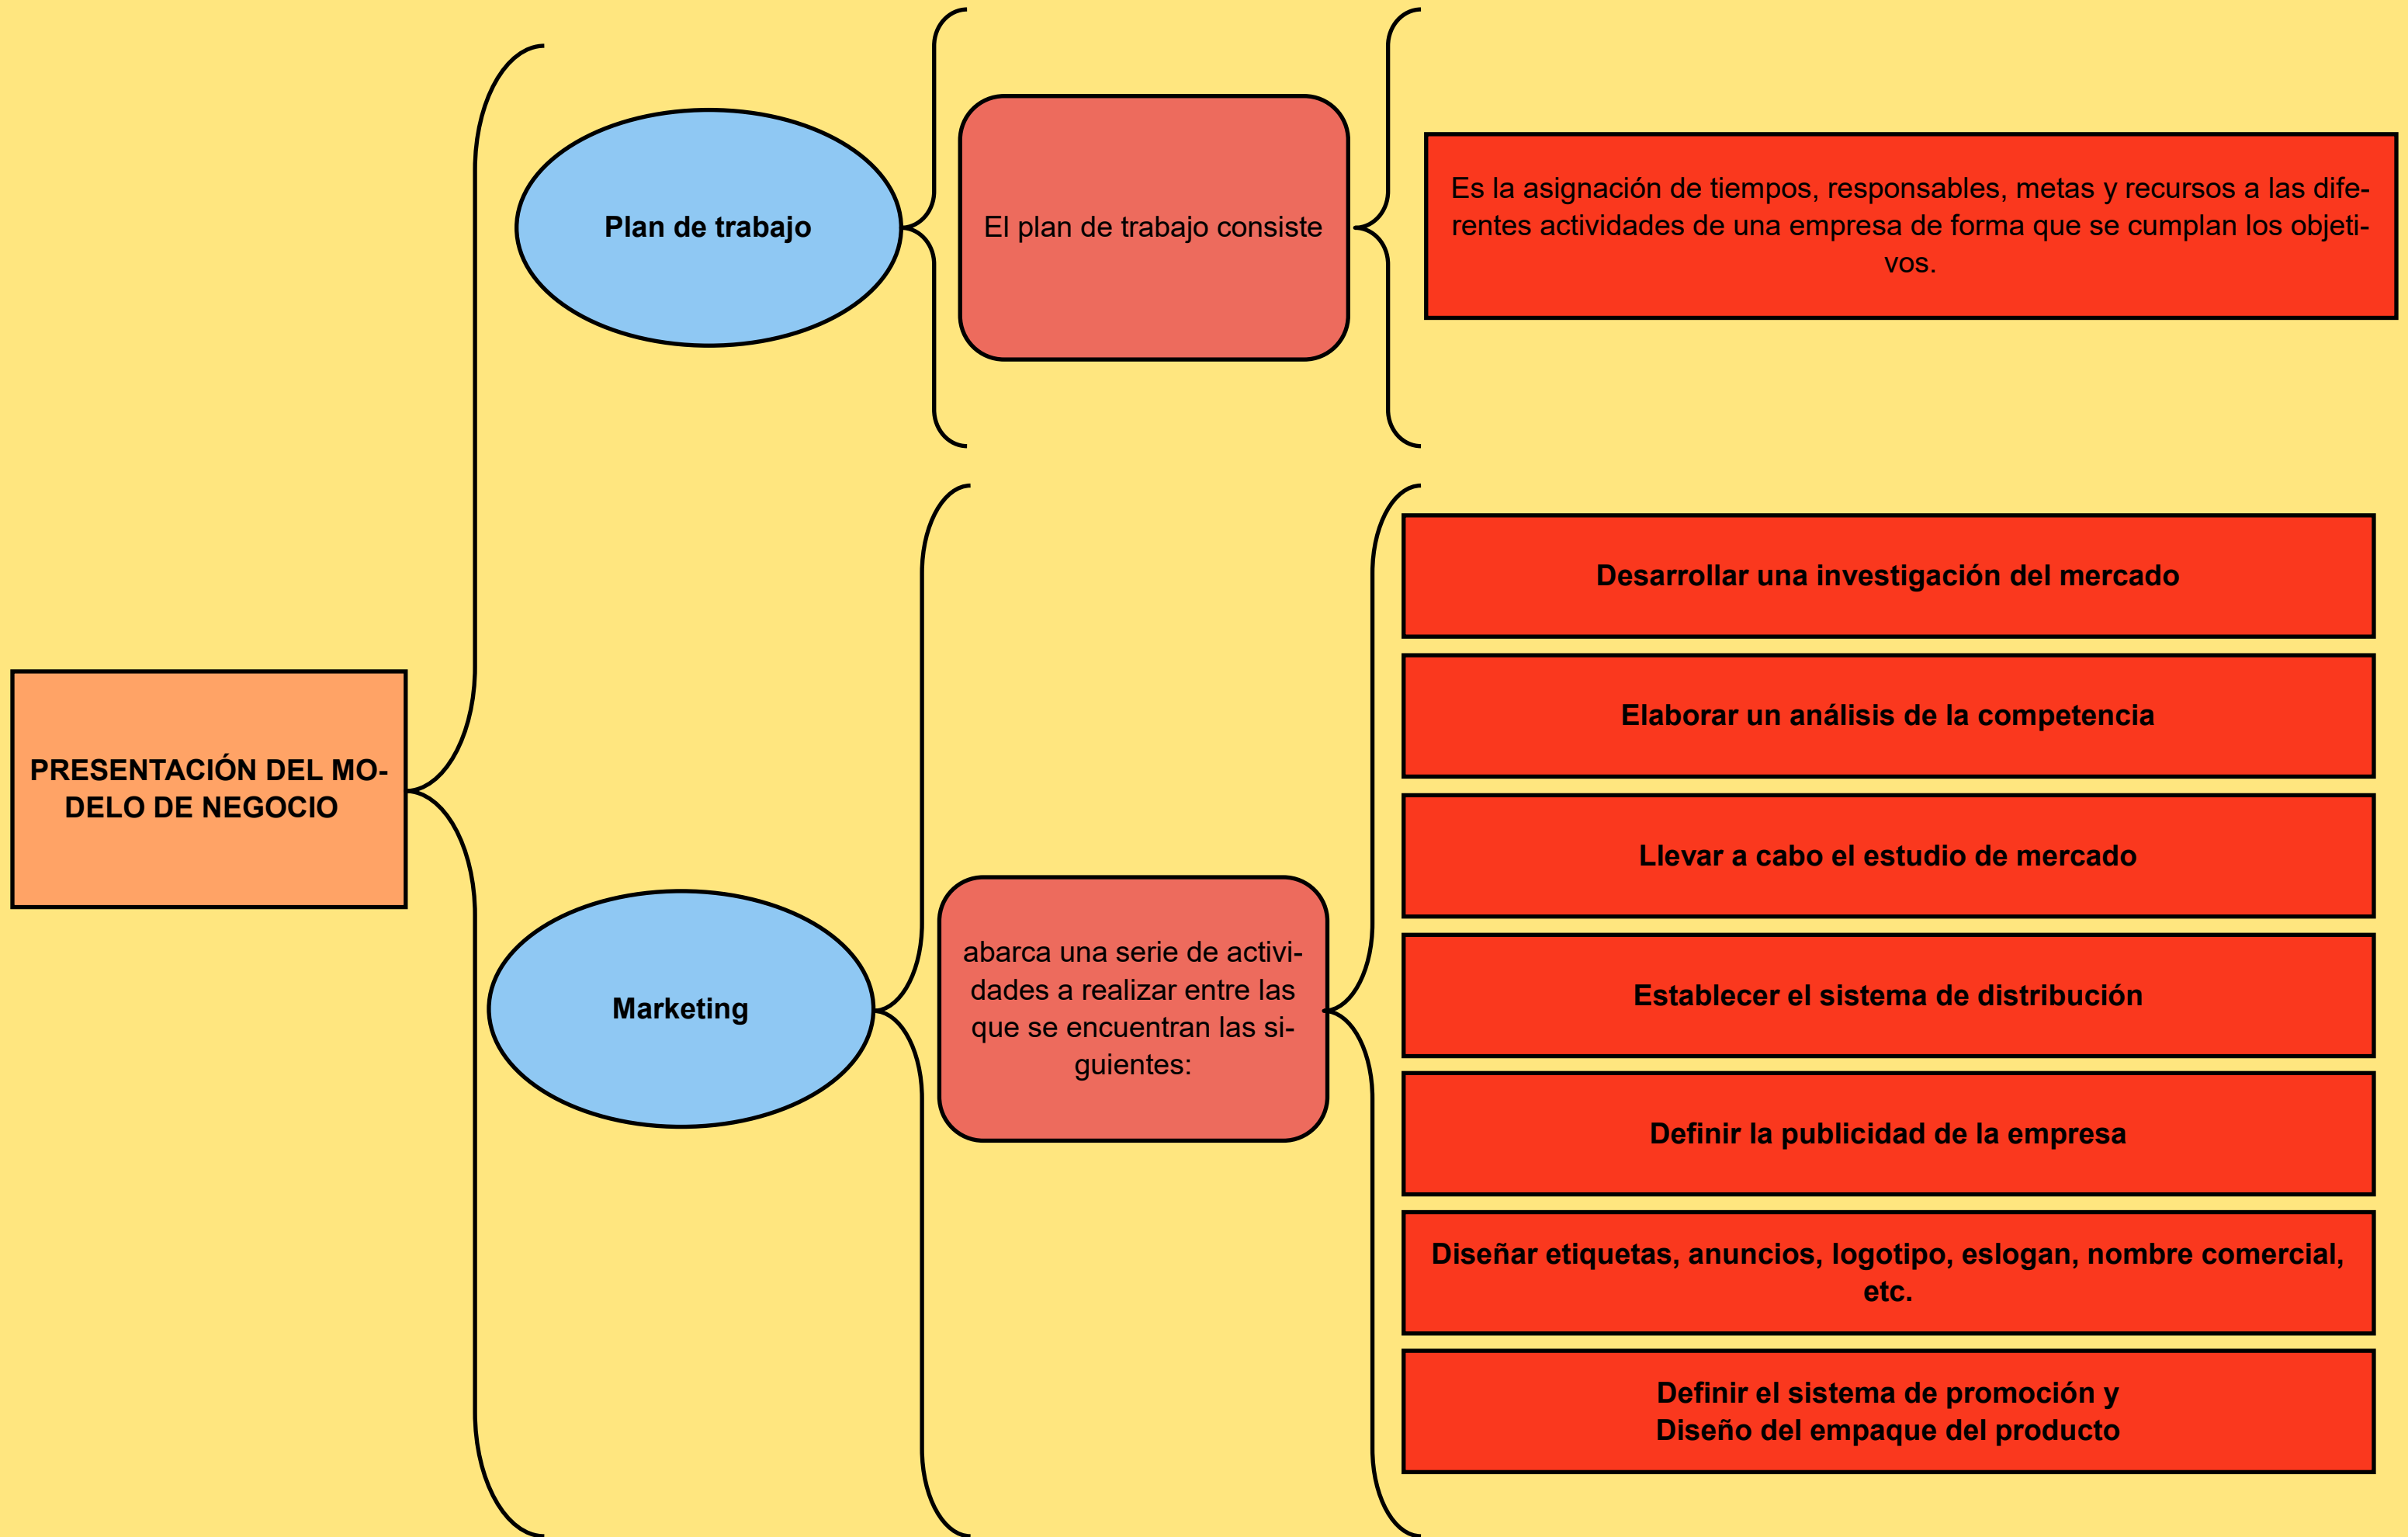 PRESENTACIÓN DEL MO-
DELO DE NEGOCIO
Plan de trabajo
El plan de trabajo consiste
Es la asignación de tiempos, responsables, metas y recursos a las dife-
rentes actividades de una empresa de forma que se cumplan los objeti-
vos.
Marketing
abarca una serie de activi-
dades a realizar entre las
que se encuentran las si-
guientes:
Desarrollar una investigación del mercado
Elaborar un análisis de la competencia
Llevar a cabo el estudio de mercado
Establecer el sistema de distribución
Definir la publicidad de la empresa
Diseñar etiquetas, anuncios, logotipo, eslogan, nombre comercial,
etc.
Definir el sistema de promoción y
Diseño del empaque del producto